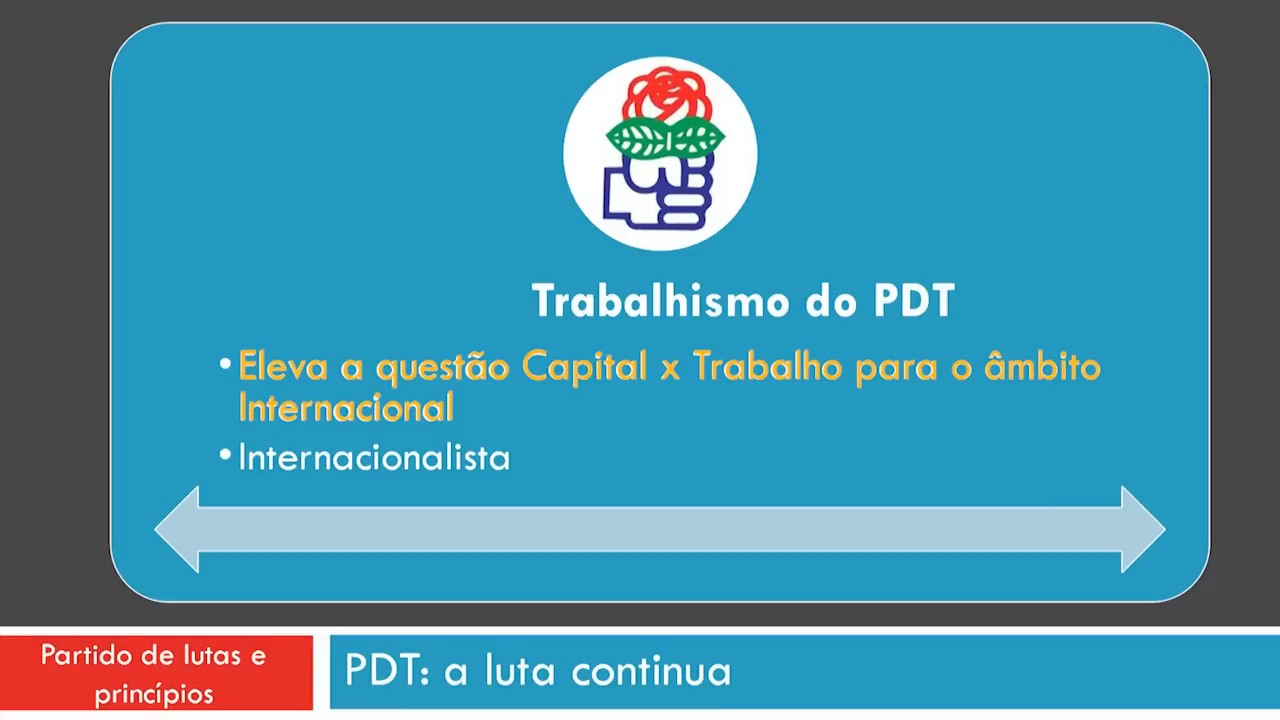 Trabalhismo do PDT
•Eleva a questão Capital x Trabalho para o âmbito
Internacional
•Internacionalista
Partido de lutas e
princípios
PDT: a luta continua